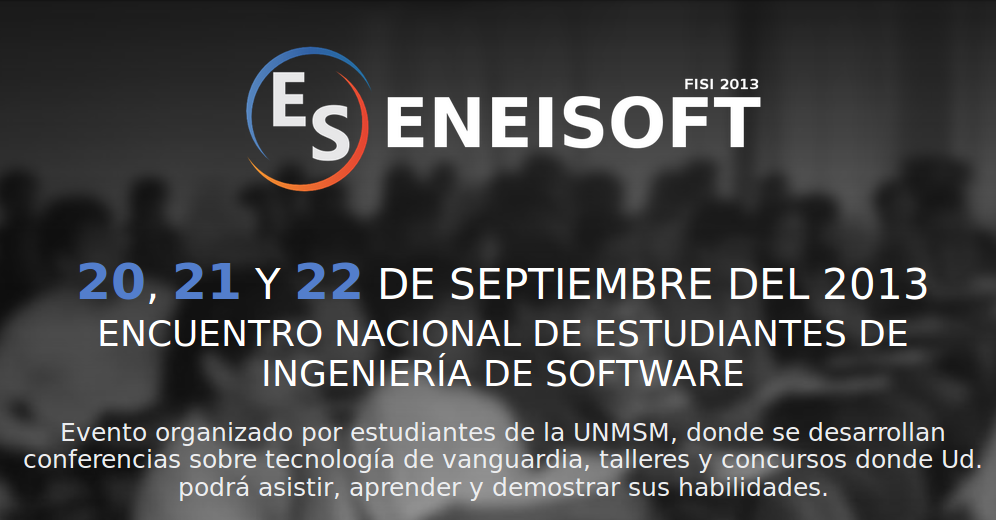 ES
FISI 2013
ENEISOFT
20, 21 Y 22 DE SEPTIEMBRE DEL 2013
ENCUENTRO NACIONAL DE ESTUDIANTES DE
INGENIERÍA DE SOFTWARE
Evento organizado por estudiantes de la UNMSM, donde se desarrollan
conferencias sobre tecnología de vanguardia, talleres y concursos donde Ud.
podrá asistir, aprender y demostrar sus habilidades.